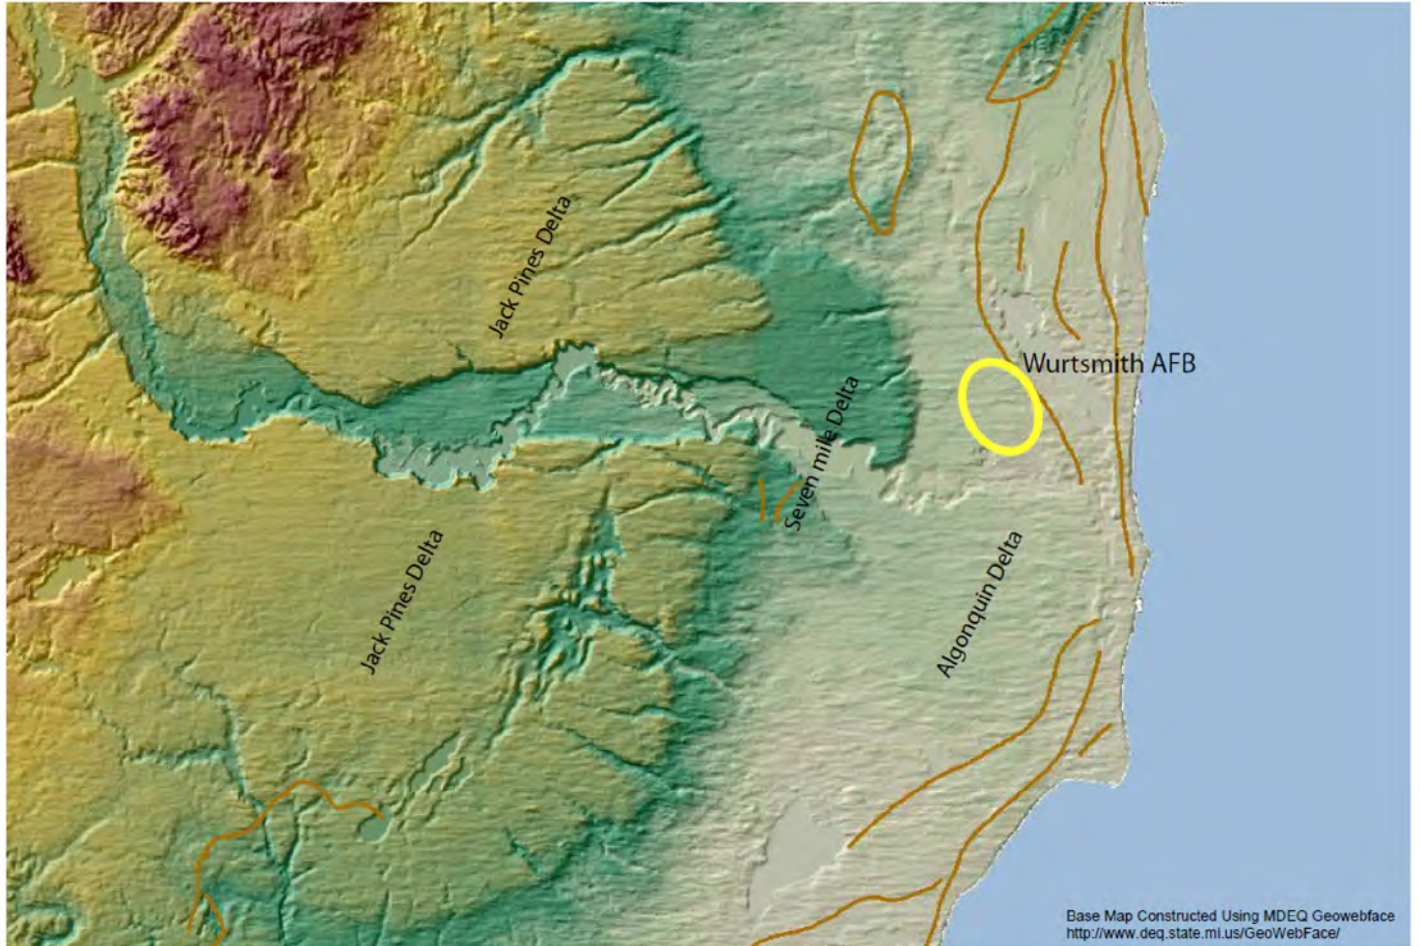 Jack Pines Delta
Wurtsmith AFB
Seven mile Delta
Jack Pines Delta
Algonquin Delta
Base Map Constructed Using MDEQ Geowebface
http://www.deq.state.mi.us/GeoWebFace/